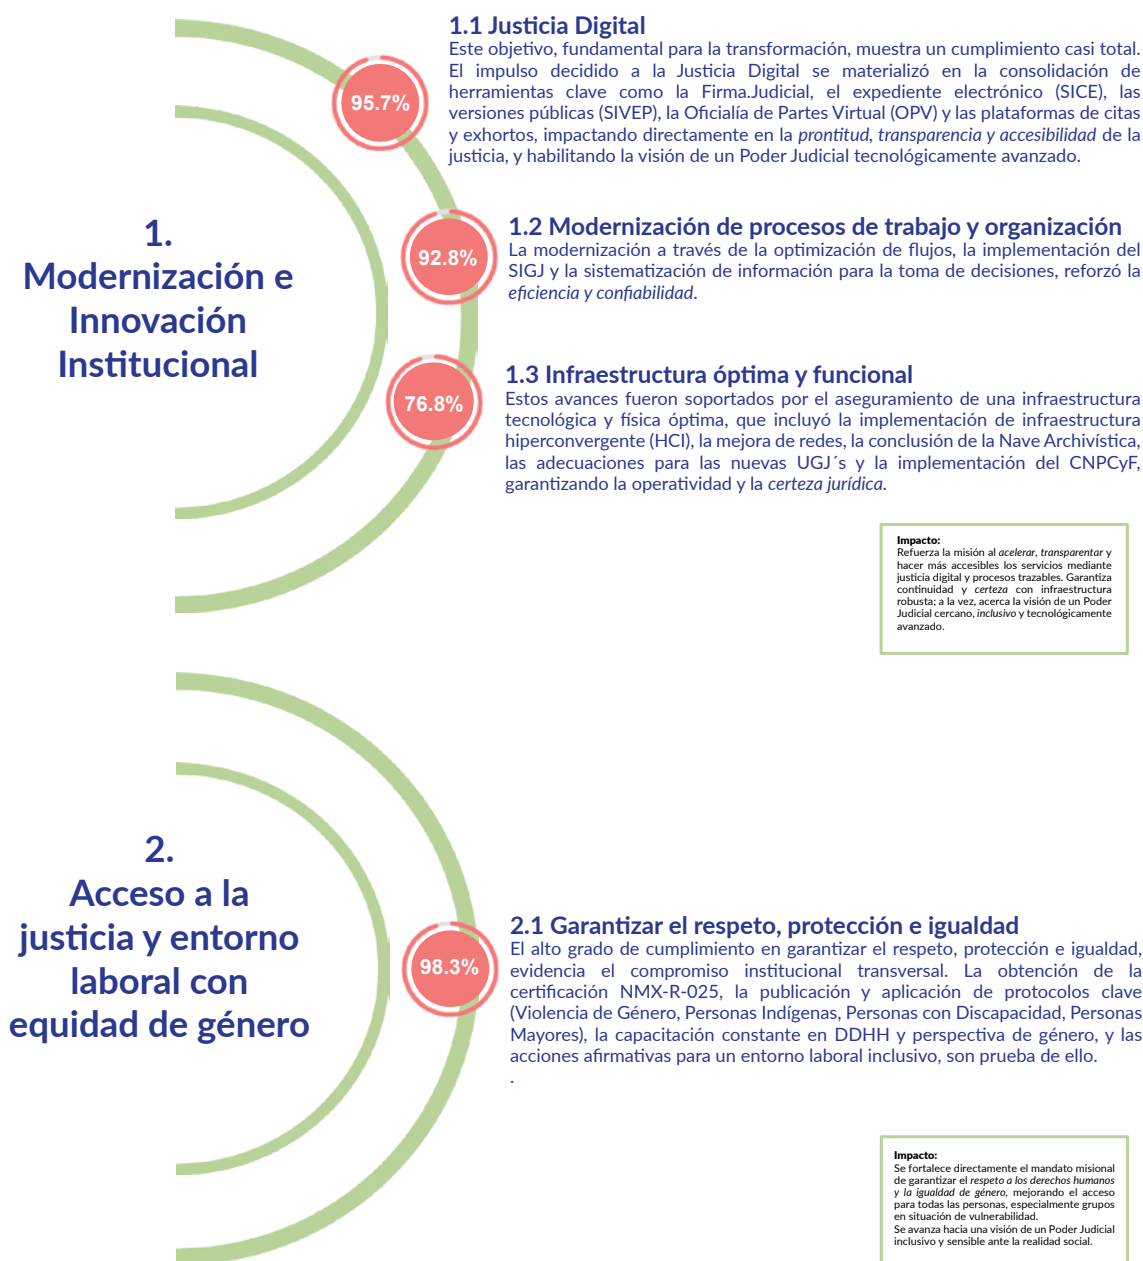 1.
Modernización e
Innovación
Institucional
95.7%
1.1 Justicia Digital
Este objetivo, fundamental para la transformación, muestra un cumplimiento casi total.
El impulso decidido a la Justicia Digital se materializó en la consolidación de
herramientas clave como la Firma.Judicial, el expediente electrónico (SICE), las
versiones públicas (SIVEP), la Oficialía de Partes Virtual (OPV) y las plataformas de citas
y exhortos, impactando directamente en la prontitud, transparencia y accesibilidad de la
justicia, y habilitando la visión de un Poder Judicial tecnológicamente avanzado.
92.8%
1.2 Modernización de procesos de trabajo y organización
La modernización a través de la optimización de flujos, la implementación del
SIGJ y la sistematización de información para la toma de decisiones, reforzó la
eficiencia y confiabilidad.
76.8%
1.3 Infraestructura óptima y funcional
Estos avances fueron soportados por el aseguramiento de una infraestructura
tecnológica y física óptima, que incluyó la implementación de infraestructura
hiperconvergente (HCI), la mejora de redes, la conclusión de la Nave Archivística,
las adecuaciones para las nuevas UGJ´s y la implementación del CNPCyF,
garantizando la operatividad y la certeza jurídica.
Impacto:
Refuerza la misión al acelerar, transparentar y
hacer más accesibles los servicios mediante
justicia digital y procesos trazables. Garantiza
continuidad y certeza con infraestructura
robusta; a la vez, acerca la visión de un Poder
Judicial cercano, inclusivo y tecnológicamente
avanzado.
2.
Acceso a la
justicia y entorno
laboral con
equidad de género
98.3%
2.1 Garantizar el respeto, protección e igualdad
El alto grado de cumplimiento en garantizar el respeto, protección e igualdad,
evidencia el compromiso institucional transversal. La obtención de la
certificación NMX-R-025, la publicación y aplicación de protocolos clave
(Violencia de Género, Personas Indígenas, Personas con Discapacidad, Personas
Mayores), la capacitación constante en DDHH y perspectiva de género, y las
acciones afirmativas para un entorno laboral inclusivo, son prueba de ello.
.
Impacto:
Se fortalece directamente el mandato misional
de garantizar el respeto a los derechos humanos
y la igualdad de género, mejorando el acceso
para todas las personas, especialmente grupos
en situación de vulnerabilidad.
Se avanza hacia una visión de un Poder Judicial
inclusivo y sensible ante la realidad social.